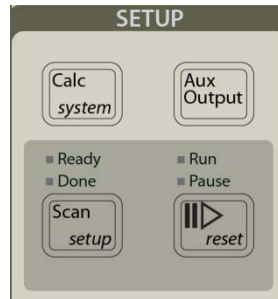 SETUP
Calc
system
Aux
Output
Ready
Done
Run
Pause
Scan
setup
reset